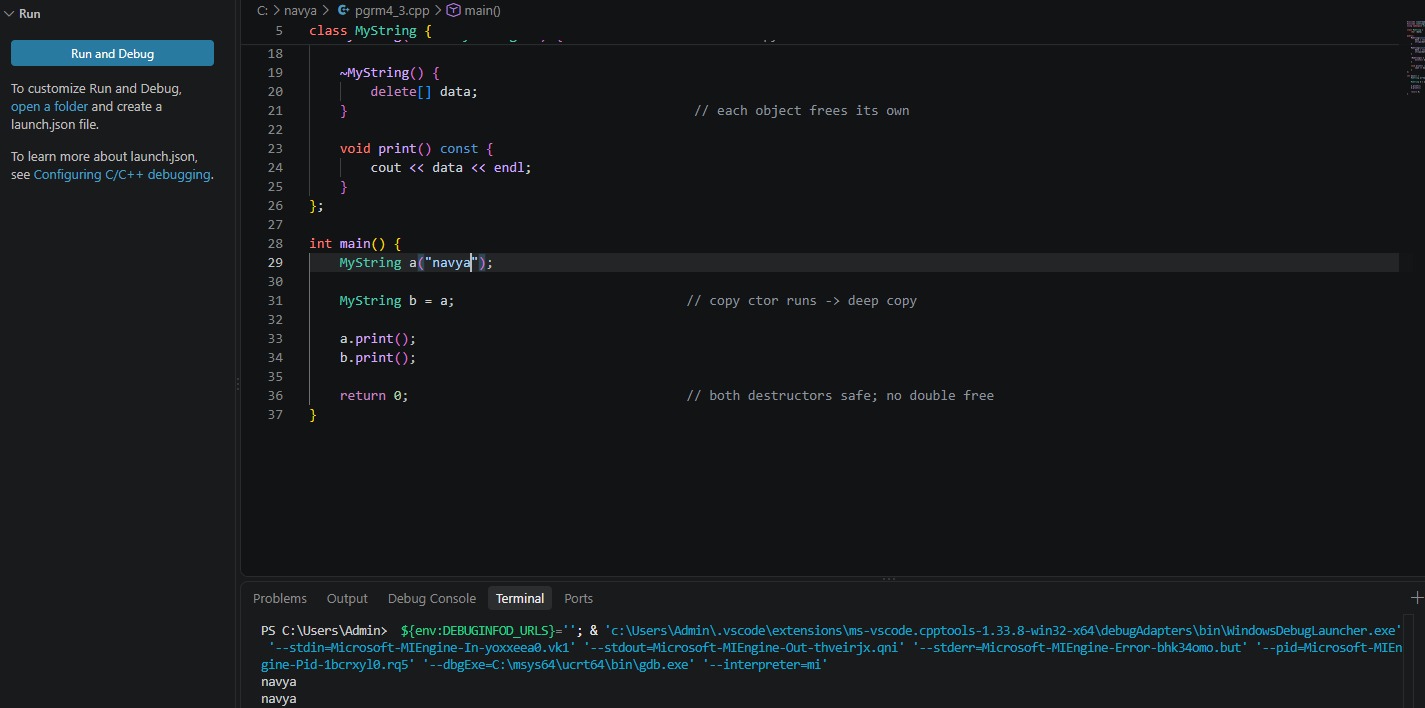 Run
Run and Debug
To customize Run and Debug,
open a folder and create a
launch.json file.
To learn more about launch.json,
see Configuring C/C++ debugging.
C: > navya > pgrm4_3.cpp > main()
5 class MyString {
18
19 ~MyString() {
20 delete[] data;
21 } // each object frees its own
22
23 void print() const {
24 cout << data << endl;
25 }
26 };
27
28 int main() {
29 MyString a("navya");
30
31 MyString b = a; // copy ctor runs -> deep copy
32
33 a.print();
34 b.print();
35
36 return 0; // both destructors safe; no double free
37 }
Problems Output Debug Console Terminal Ports
PS C:\Users\Admin> ${env:DEBUGINFOD_URLS}=''; & 'c:\Users\Admin\.vscode\extensions\ms-vscode.cpptools-1.33.8-win32-x64\debugAdapters\bin\WindowsDebugLauncher.exe'
'--stdin=Microsoft-MIEngine-In-yoxxeea0.vk1' '--stdout=Microsoft-MIEngine-Out-thveirjx.qni' '--stderr=Microsoft-MIEngine-Error-bhk34omo.but' '--pid=Microsoft-MIEn
gine-Pid-1bcrxyl0.rq5' '--dbgExe=C:\msys64\ucrt64\bin\gdb.exe' '--interpreter=mi'
navya
navya